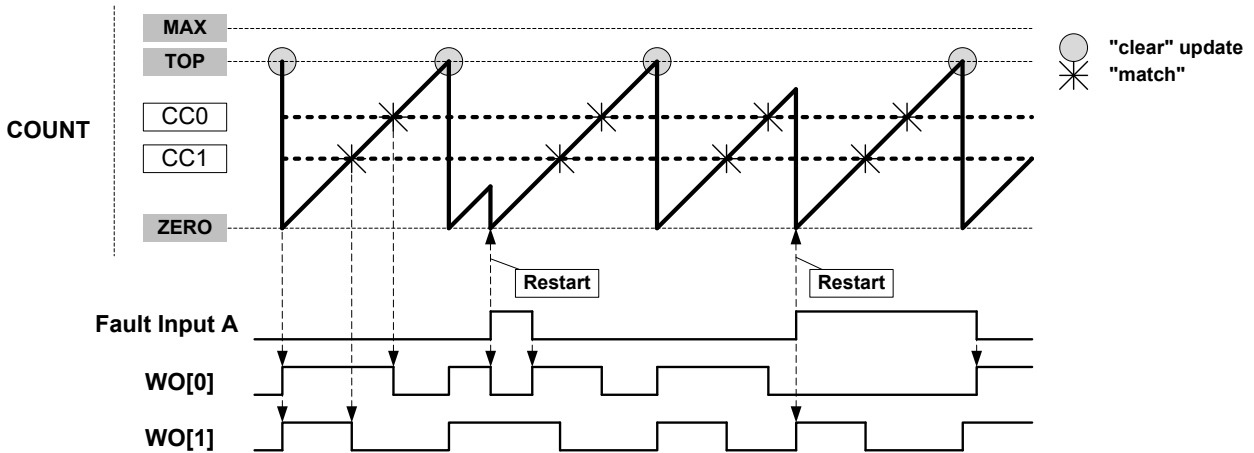 MAX
"clear" update
TOP
"match"
CC0
COUNT
CC1
ZERO
Restart
Restart
Fault Input A
WO[0]
WO[1]